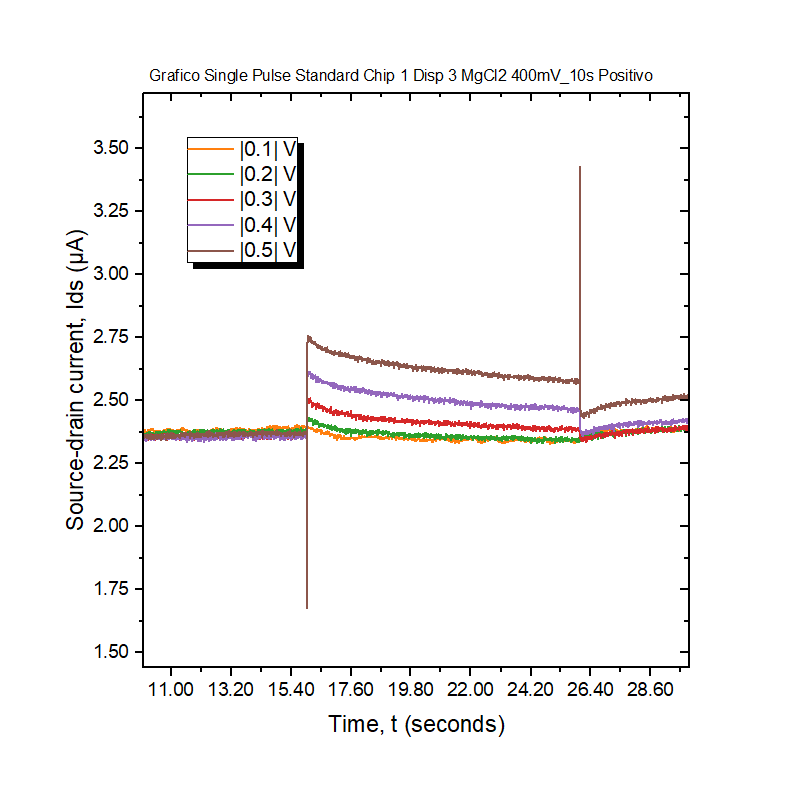 Grafico Single Pulse Standard Chip 1 Disp 3 MgCl2 400mV_10s Positivo
|0.1| V
|0.2| V
|0.3| V
|0.4| V
|0.5| V
Source-drain current, Ids (μA)
3.50
3.25
3.00
2.75
2.50
2.25
2.00
1.75
1.50
11.00 13.20 15.40 17.60 19.80 22.00 24.20 26.40 28.60
Time, t (seconds)